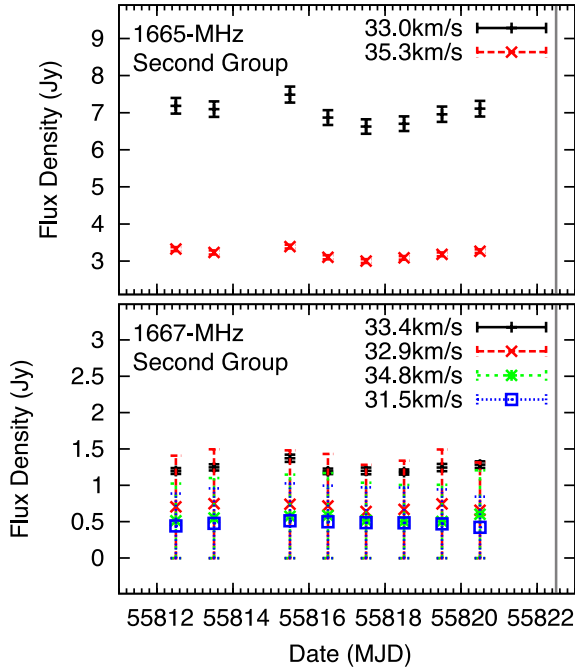 9
8
7
6
5
4
3
Flux Density (Jy)
1665-MHz
Second Group
33.0km/s
35.3km/s
3
2.5
2
1.5
1
0.5
0
Flux Density (Jy)
1667-MHz
Second Group
33.4km/s
32.9km/s
34.8km/s
31.5km/s
55812 55814 55816 55818 55820 55822
Date (MJD)